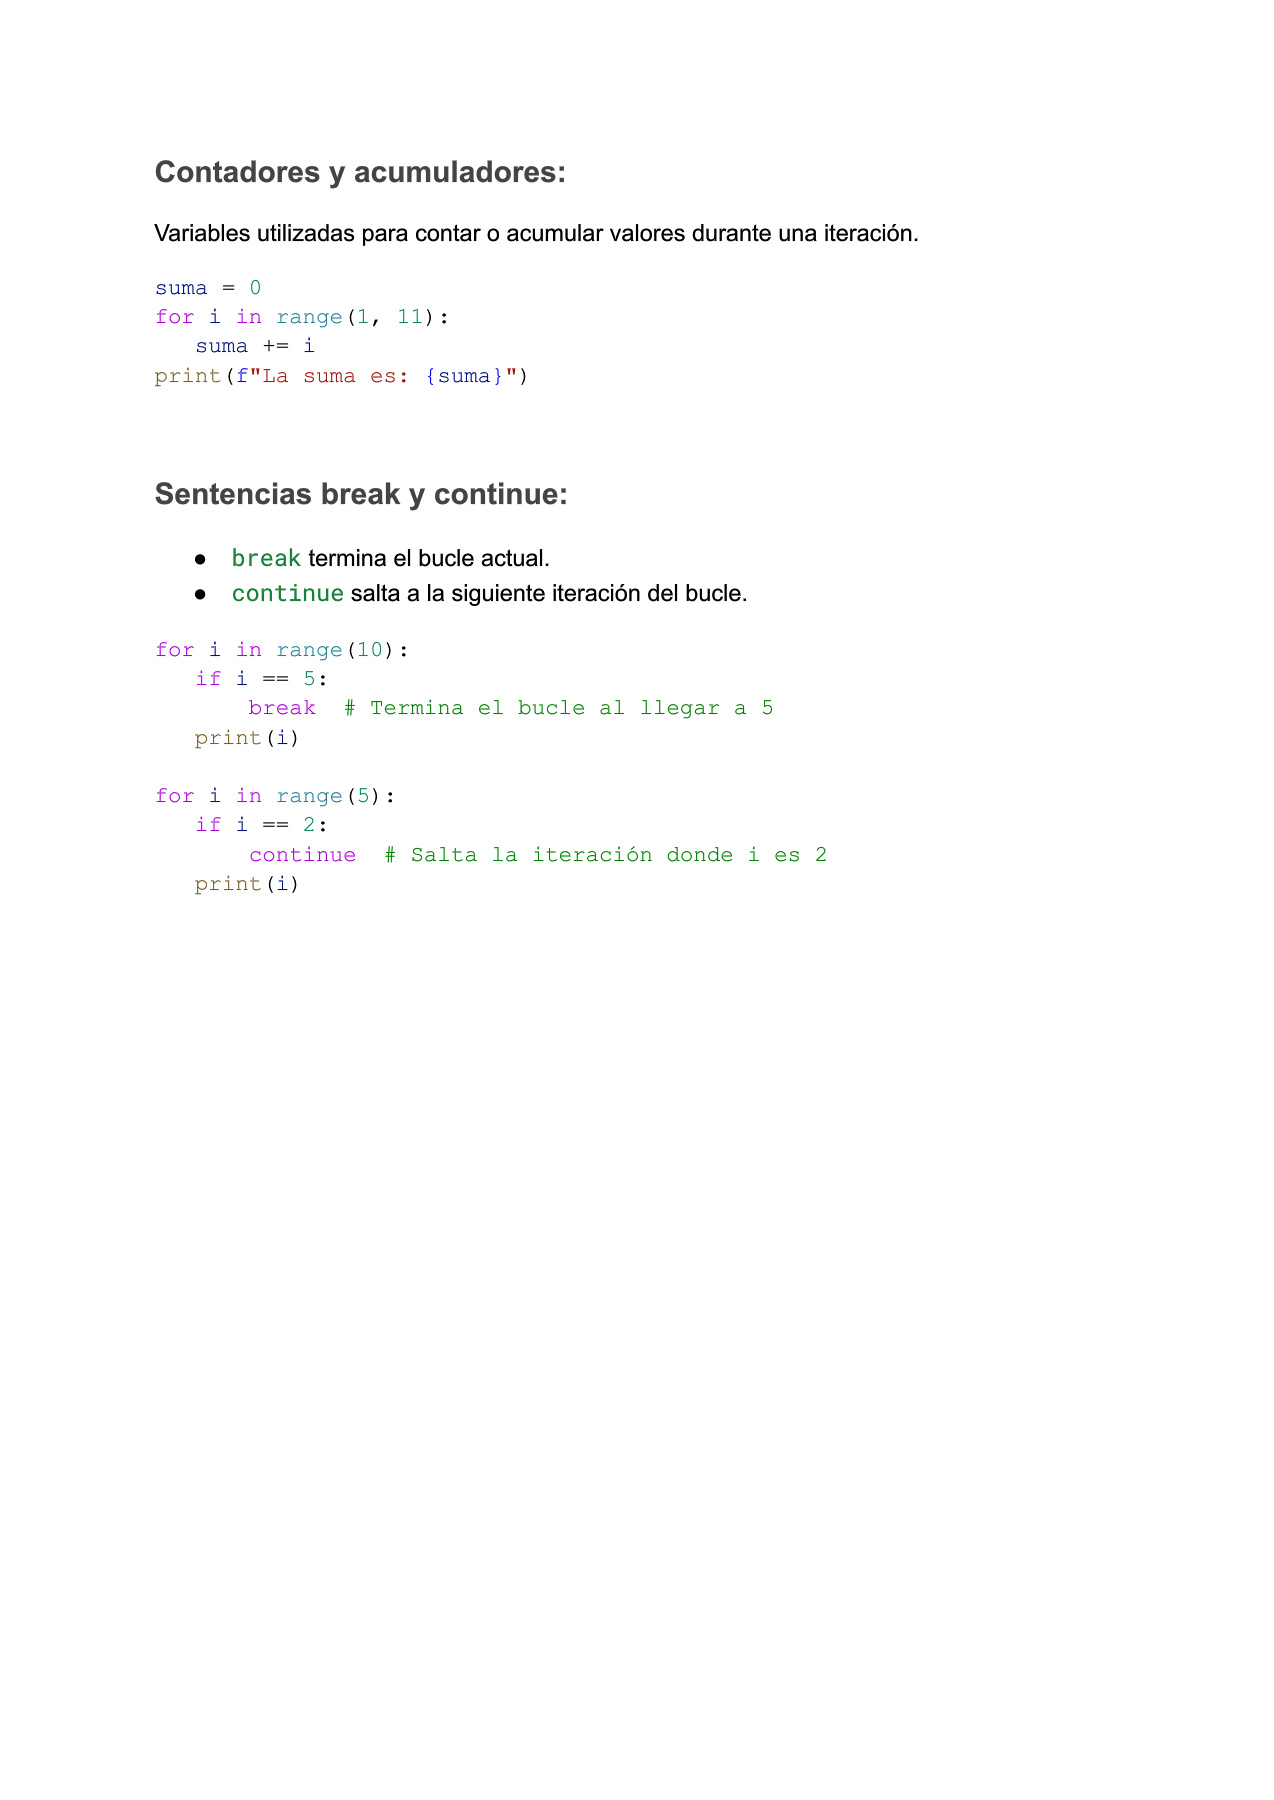 Contadores y acumuladores:
Variables utilizadas para contar o acumular valores durante una iteración.
suma = 0
for i in range(1, 11):
   suma += i
print(f"La suma es: {suma}")
Sentencias break y continue:
● break termina el bucle actual.
● continue salta a la siguiente iteración del bucle.
for i in range(10):
   if i == 5:
       break  # Termina el bucle al llegar a 5
   print(i)
for i in range(5):
   if i == 2:
       continue  # Salta la iteración donde i es 2
   print(i)